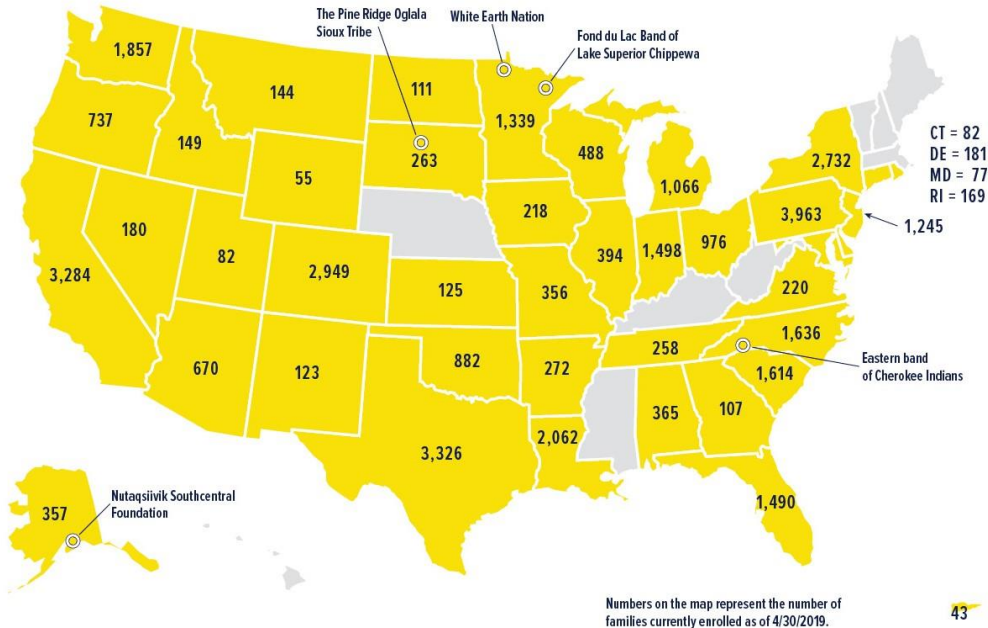 The Pine Ridge Oglala
Sioux Tribe
White Earth Nation
Fond du Lac Band of
Lake Superior Chippewa
1,857
144
111
1,339
737
149
263
488
2,732
CT = 82
DE = 181
MD = 77
RI = 169
55
1,066
218
3,963
1,245
180
82
2,949
394
1,498
976
3,284
125
356
220
1,636
670
123
882
272
258
Eastern band
of Cherokee Indians
1,614
365
107
3,326
2,062
1,490
357
Nutaqsiivik Southcentral
Foundation
Numbers on the map represent the number of
families currently enrolled as of 4/30/2019.
43